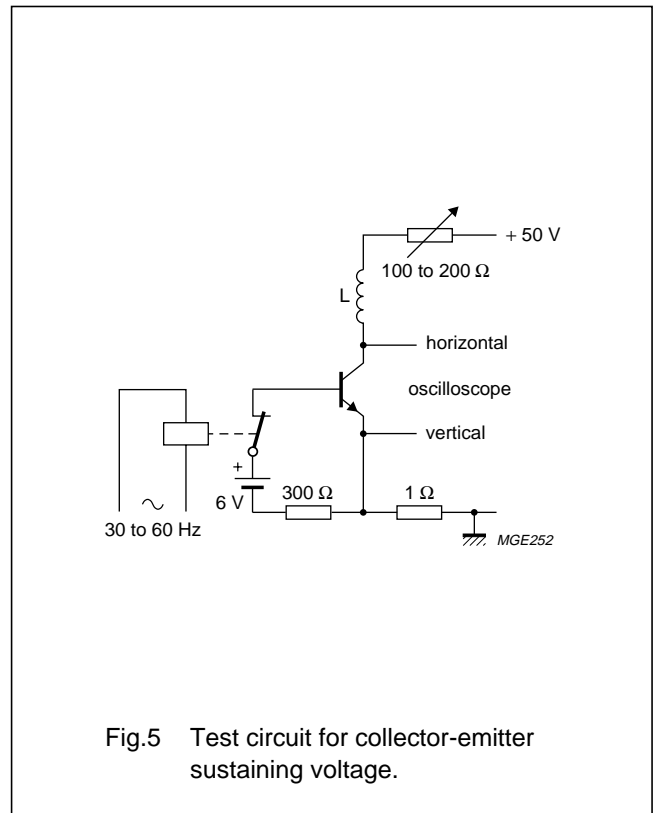 + 50 V
100 to 200 Ω
L
horizontal
oscilloscope
vertical
+
6 V
300 Ω
1 Ω
30 to 60 Hz
MGE252
Fig.5 Test circuit for collector-emitter
sustaining voltage.